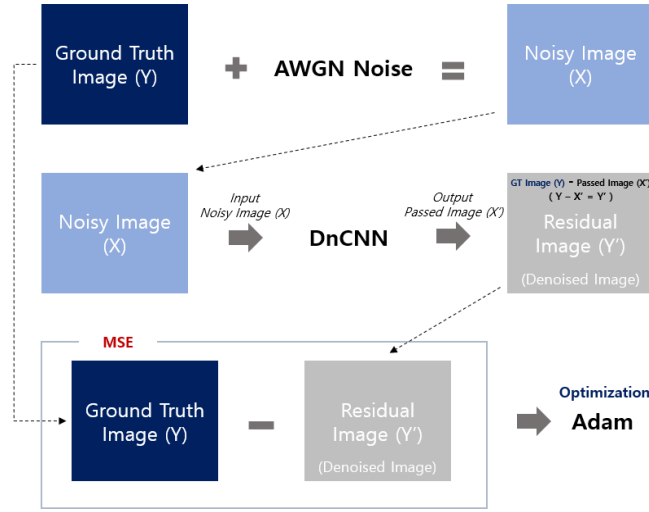 Ground Truth
Image (Y)
AWGN Noise
Noisy Image
(X)
Noisy Image
(X)
Input
Noisy Image (X)
DnCNN
Output
Passed Image (X')
GT Image (Y) - Passed Image (X')
( Y – X' = Y' )
Residual
Image (Y')
(Denoised Image)
MSE
Ground Truth
Image (Y)
Residual
Image (Y')
(Denoised Image)
Optimization
Adam